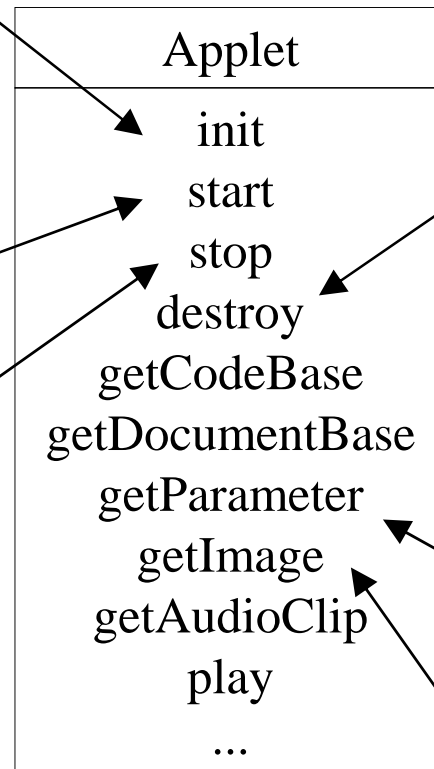 Applet
init
start
stop
destroy
getCodeBase
getDocumentBase
getParameter
getImage
getAudioClip
play
...